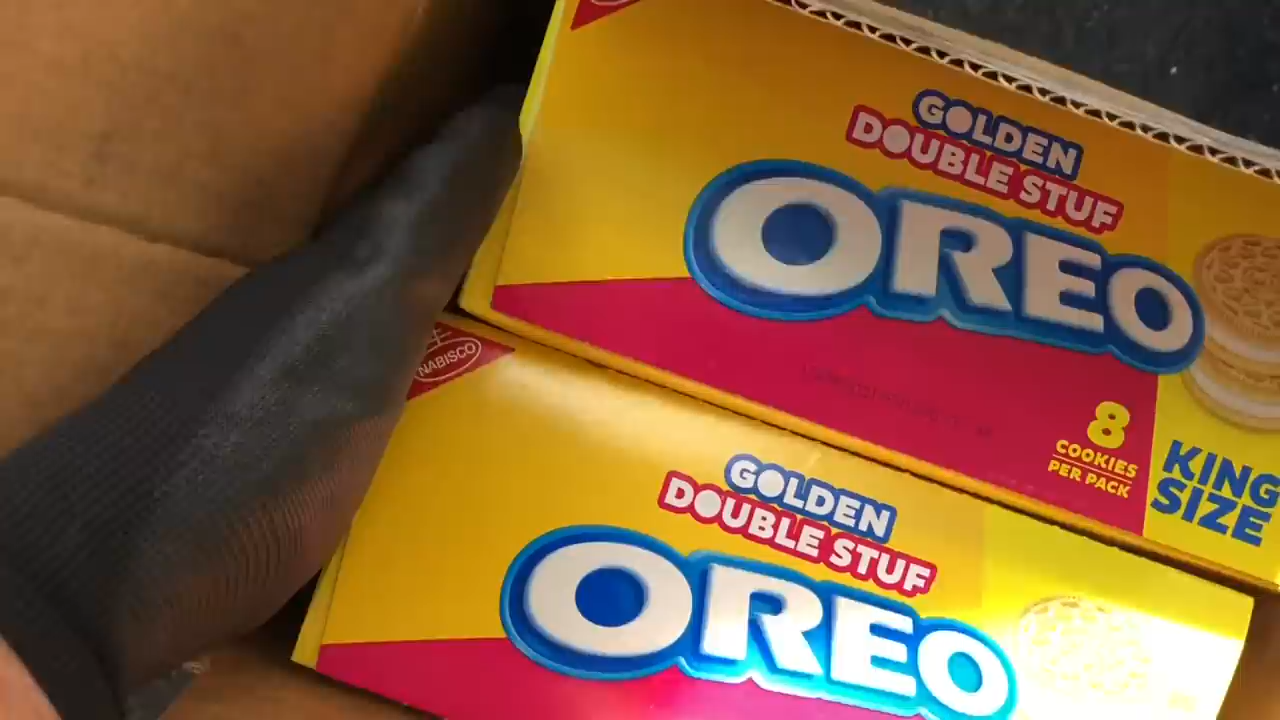 GOLDEN
DOUBLE STUF
OREO
8
COOKIES
PER PACK
KING
SIZE
NABISCO
GOLDEN
DOUBLE STUF
OREO